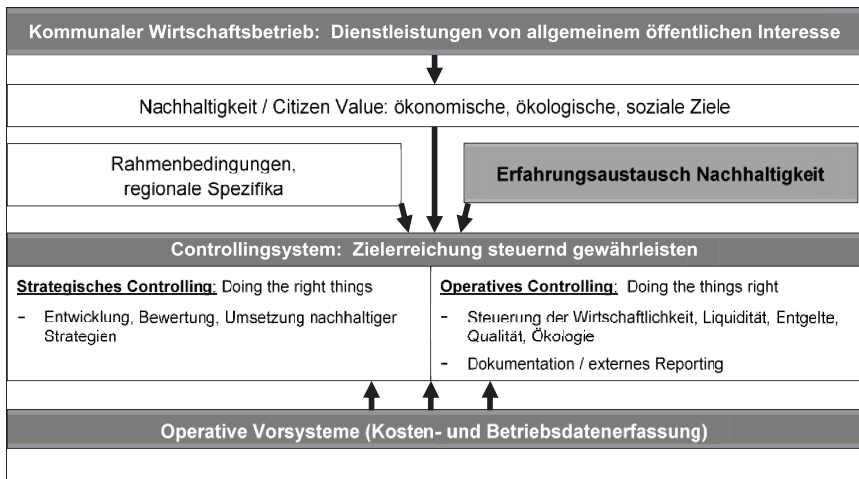 Kommunaler Wirtschaftsbetrieb: Dienstleistungen von allgemeinem öffentlichen Interesse
Nachhaltigkeit / Citizen Value: ökonomische, ökologische, soziale Ziele
Rahmenbedingungen,
regionale Spezifika
Erfahrungsaustausch Nachhaltigkeit
Controllingsystem: Zielerreichung steuernd gewährleisten
Strategisches Controlling: Doing the right things
- Entwicklung, Bewertung, Umsetzung nachhaltiger
Strategien
Operatives Controlling: Doing the things right
- Steuerung der Wirtschaftlichkeit, Liquidität, Entgelte,
Qualität, Ökologie
- Dokumentation / externes Reporting
Operative Vorsysteme (Kosten- und Betriebsdatenerfassung)